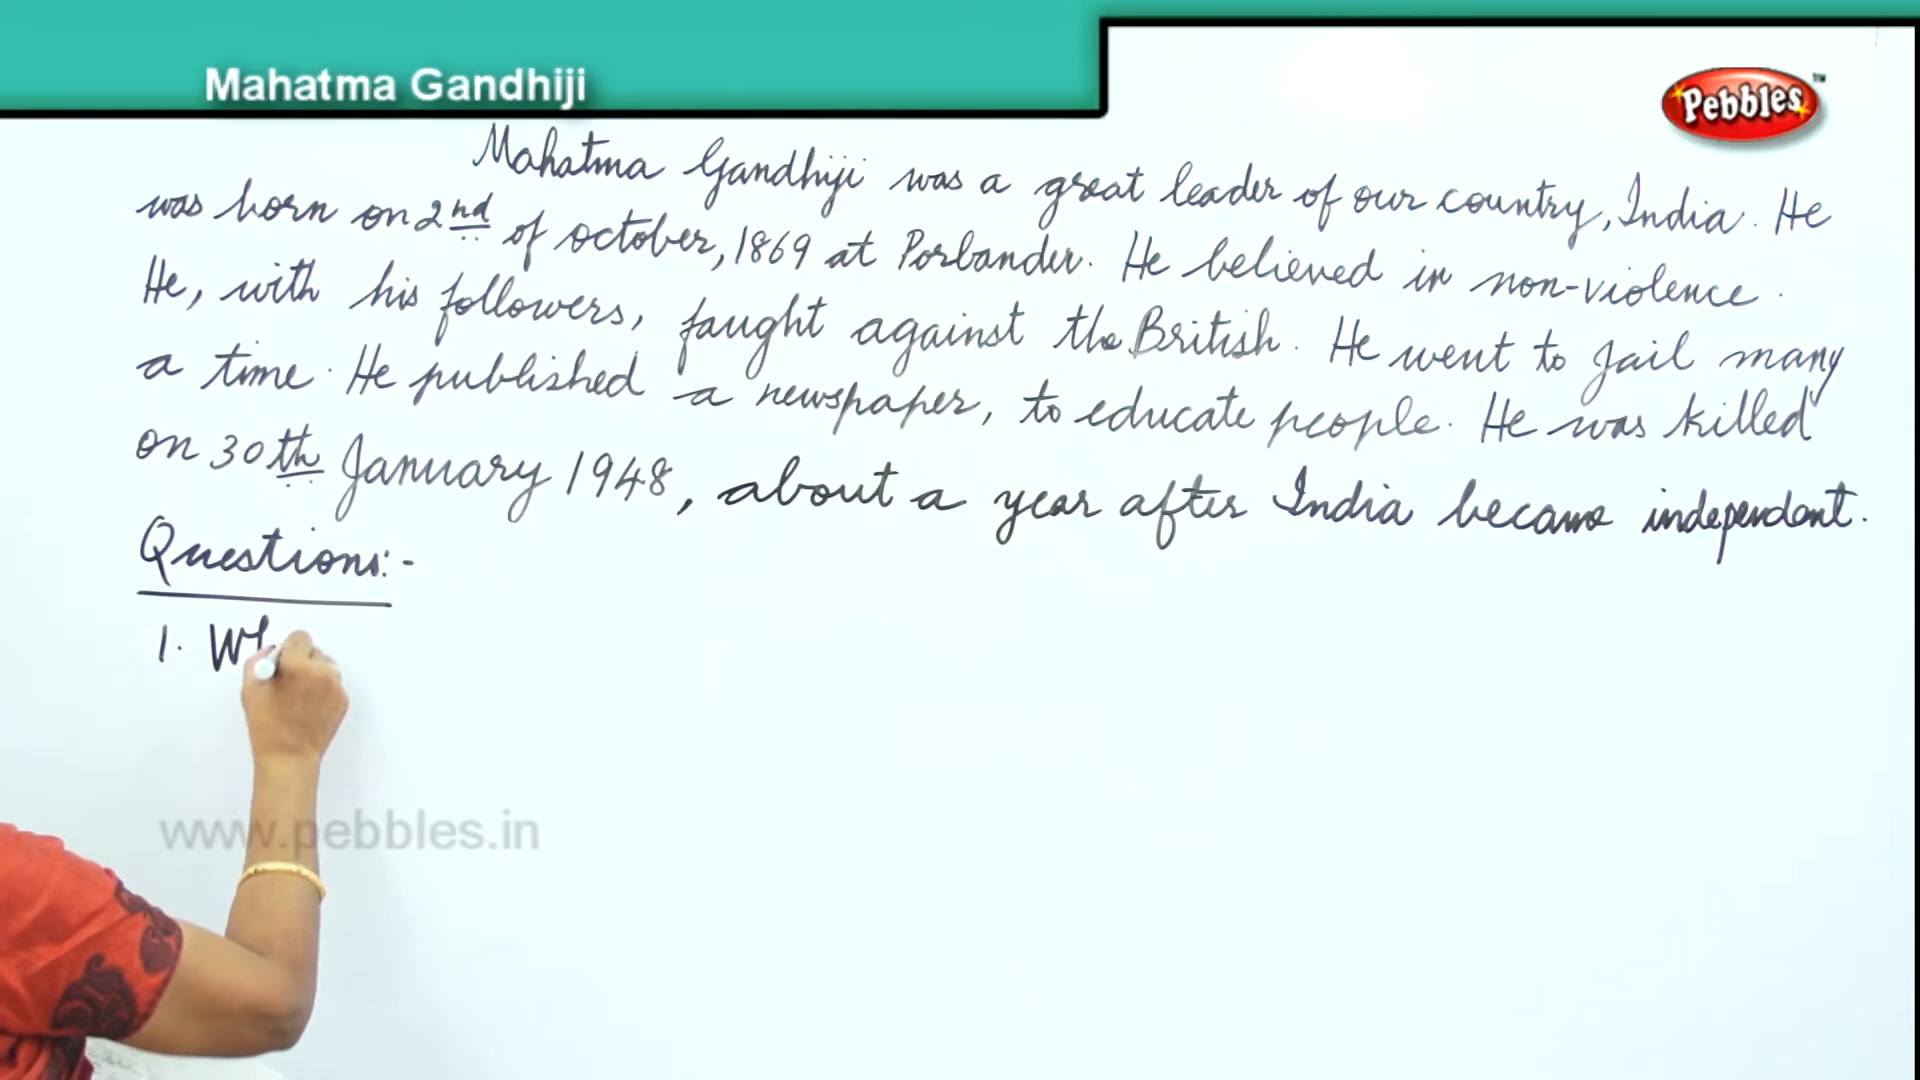 Mahatma Gandhiji
Pebbles™
Mahatma Gandhiji was a great leader of our country, India. He
was born on 2nd of october, 1869 at Porbander. He believed in non-violence.
He, with his followers, faught against the British. He went to jail many
a time. He published a newspaper, to educate people. He was killed
on 30th January 1948, about a year after India became independent.
Questions:-
1. Wh
www.pebbles.in